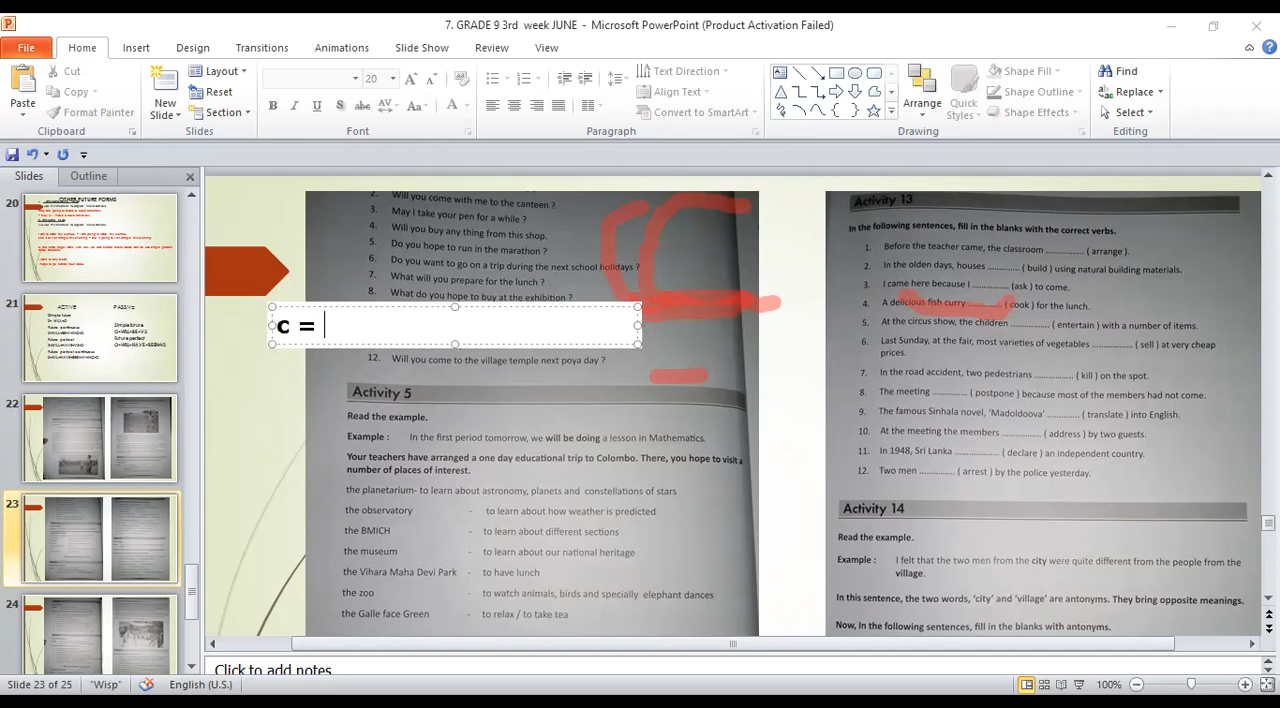 7. GRADE 9 3rd week JUNE - Microsoft PowerPoint (Product Activation Failed)
File Home Insert Design Transitions Animations Slide Show Review View
Paste
Cut
Copy
Format Painter
Clipboard
New Slide
Layout
Reset
Section
Slides
20
Font
Paragraph
Text Direction
Align Text
Convert to SmartArt
Drawing
Arrange
Quick Styles
Shape Fill
Shape Outline
Shape Effects
Find
Replace
Select
Editing
Slides Outline
20
OTHER FUTURE FORMS
21
ACTIVE PASSIVE
22
23
24
2. Will you come with me to the canteen ?
3. May I take your pen for a while ?
4. Will you buy any thing from this shop.
5. Do you hope to run in the marathon ?
6. Do you want to go on a trip during the next school holidays ?
7. What will you prepare for the lunch ?
8. What do you hope to buy at the exhibition ?
c =
12. Will you come to the village temple next poya day ?
Activity 5
Read the example.
Example : In the first period tomorrow, we will be doing a lesson in Mathematics.
Your teachers have arranged a one day educational trip to Colombo. There, you hope to visit a
number of places of interest.
the planetarium- to learn about astronomy, planets and constellations of stars
the observatory - to learn about how weather is predicted
the BMICH - to learn about different sections
the museum - to learn about our national heritage
the Vihara Maha Devi Park - to have lunch
the zoo - to watch animals, birds and specially elephant dances
the Galle face Green - to relax / to take tea
Activity 13
In the following sentences, fill in the blanks with the correct verbs.
1. Before the teacher came, the classroom .............. ( arrange ).
2. In the olden days, houses ............ ( build ) using natural building materials.
3. I came here because I ............. (ask ) to come.
4. A delicious fish curry ............. ( cook ) for the lunch.
5. At the circus show, the children .............. ( entertain ) with a number of items.
6. Last Sunday, at the fair, most varieties of vegetables ............... ( sell ) at very cheap
prices.
7. In the road accident, two pedestrians ............. ( kill ) on the spot.
8. The meeting ............. ( postpone ) because most of the members had not come.
9. The famous Sinhala novel, 'Madoldoova' ............. ( translate ) into English.
10. At the meeting the members .............. ( address ) by two guests.
11. In 1948, Sri Lanka ................ ( declare ) an independent country.
12. Two men ............. ( arrest ) by the police yesterday.
Activity 14
Read the example.
Example : I felt that the two men from the city were quite different from the people from the
village.
In this sentence, the two words, 'city' and 'village' are antonyms. They bring opposite meanings.
Now, In the following sentences, fill in the blanks with antonyms.
Click to add notes
Slide 23 of 25 "Wisp" English (U.S.) 100%